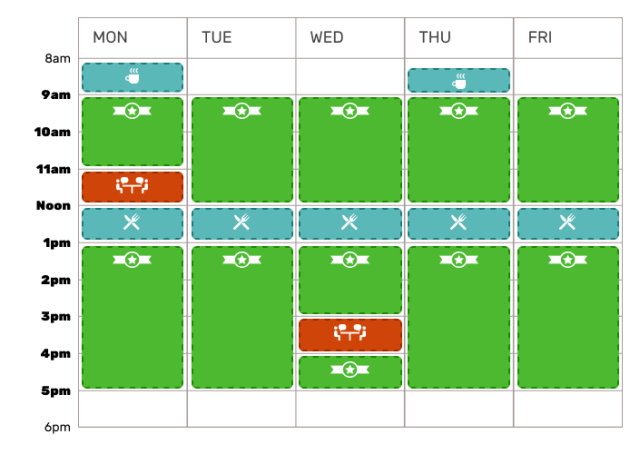 MON TUE WED THU FRI
8am
9am
10am
11am
Noon
1pm
2pm
3pm
4pm
5pm
6pm